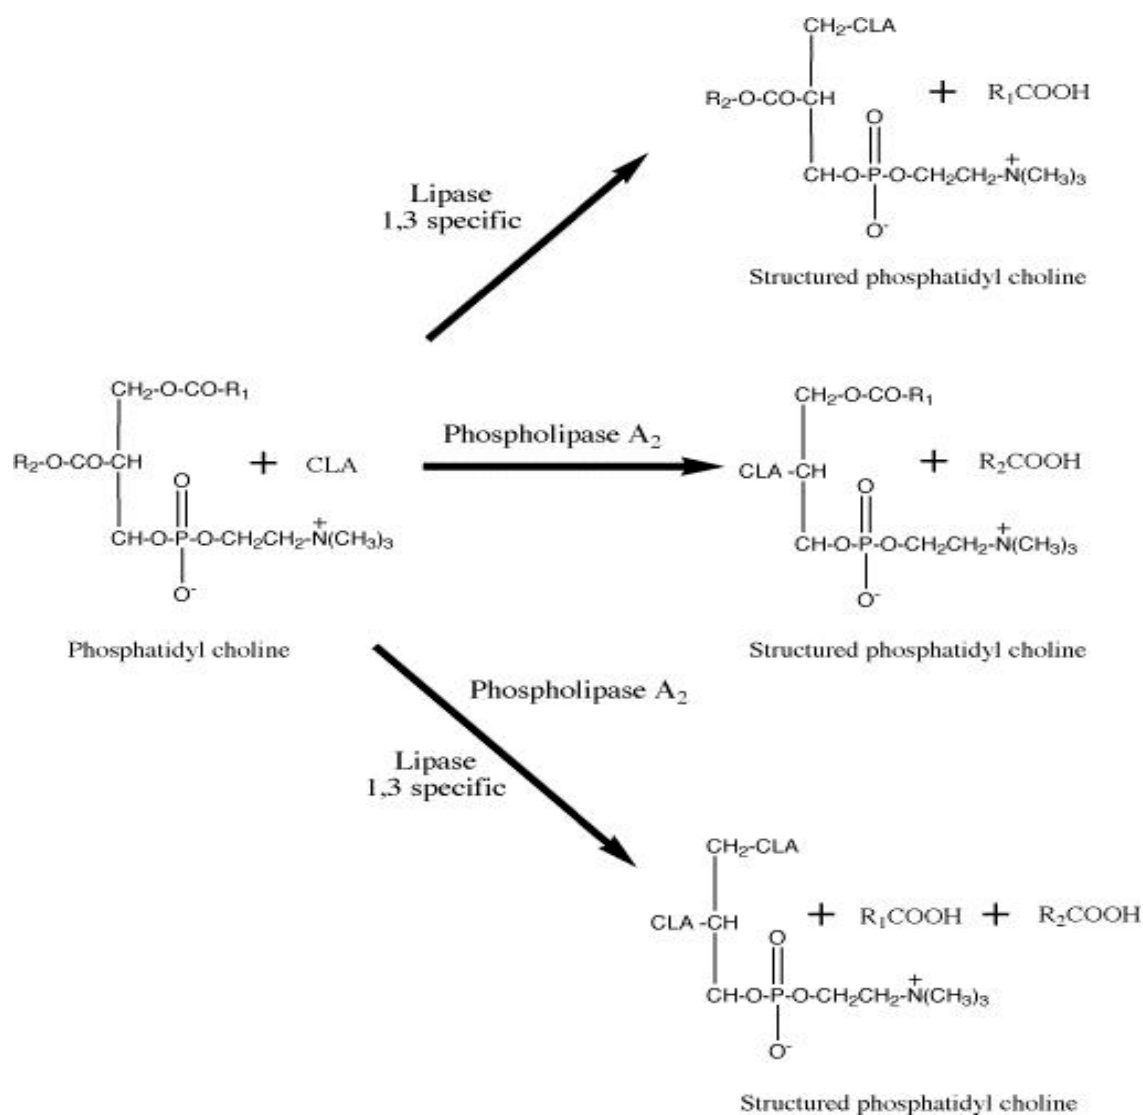 CH₂-CLA
R₂-O-CO-CH + R₁COOH
O
CH-O-P-O-CH₂CH₂-N(CH₃)₃
+
O-
Structured phosphatidyl choline
Lipase
1,3 specific
CH₂-O-CO-R₁
R₂-O-CO-CH + CLA
O
CH-O-P-O-CH₂CH₂-N(CH₃)₃
+
O-
Phosphatidyl choline
Phospholipase A₂
CH₂-O-CO-R₁
CLA -CH + R₂COOH
O
CH-O-P-O-CH₂CH₂-N(CH₃)₃
+
O-
Structured phosphatidyl choline
Phospholipase A₂
Lipase
1,3 specific
CH₂-CLA
CLA -CH + R₁COOH + R₂COOH
O
CH-O-P-O-CH₂CH₂-N(CH₃)₃
+
O-
Structured phosphatidyl choline